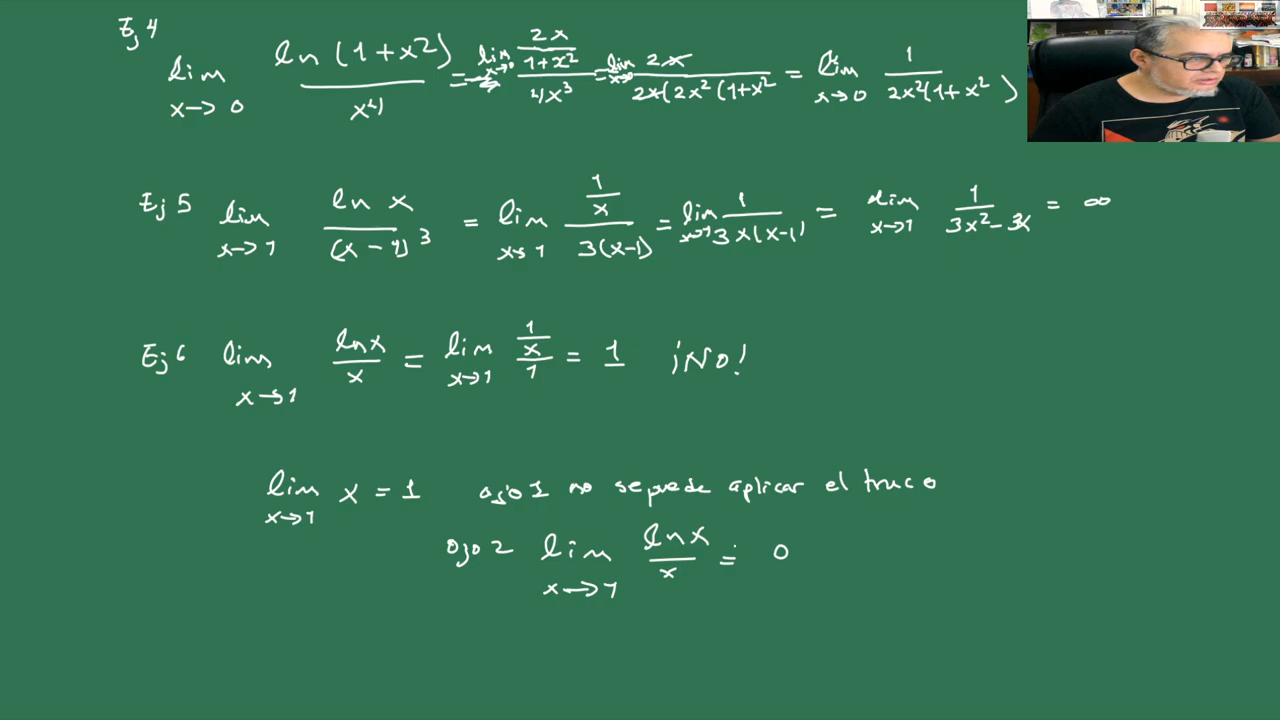 Ej 4 lim x→0 ln(1+x2)/x4 = lim x→0 (2x/(1+x2))/4x3 = lim x→0 2x/(2x(2x2(1+x2) = lim x→0 1/(2x2(1+x2))
Ej 5 lim x→1 ln x/(x-1)3 = lim x→1 (1/x)/(3(x-1)) = lim x→1 1/(3x(x-1)) = lim x→1 1/(3x2-3x) = ∞
Ej 6 lim x→1 ln x/x = lim x→1 (1/x)/1 = 1 ¡No!
lim x→1 x = 1 ojo 1 no se puede aplicar el truco
Ojo 2 lim x→1 ln x/x = 0